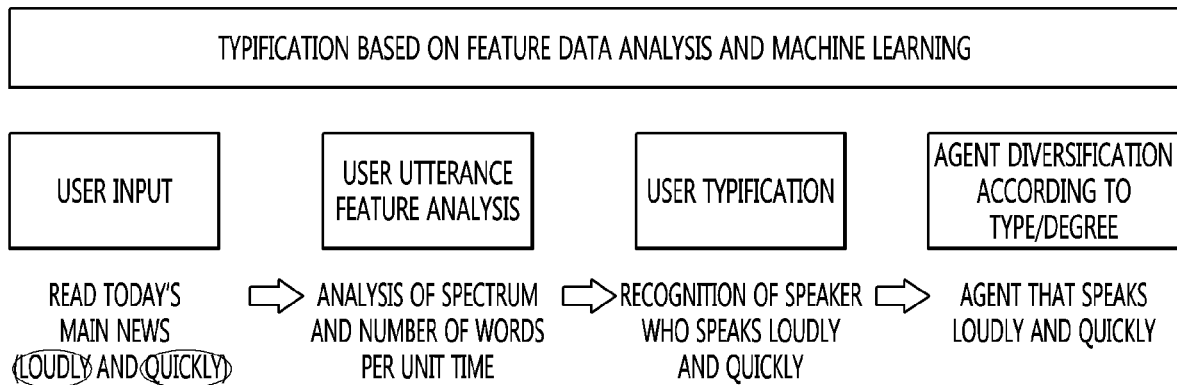 TYPIFICATION BASED ON FEATURE DATA ANALYSIS AND MACHINE LEARNING
USER INPUT
USER UTTERANCE
FEATURE ANALYSIS
USER TYPIFICATION
AGENT DIVERSIFICATION
ACCORDING TO
TYPE/DEGREE
READ TODAY'S
MAIN NEWS
(LOUDLY AND QUICKLY)
ANALYSIS OF SPECTRUM
AND NUMBER OF WORDS
PER UNIT TIME
RECOGNITION OF SPEAKER
WHO SPEAKS LOUDLY
AND QUICKLY
AGENT THAT SPEAKS
LOUDLY AND QUICKLY